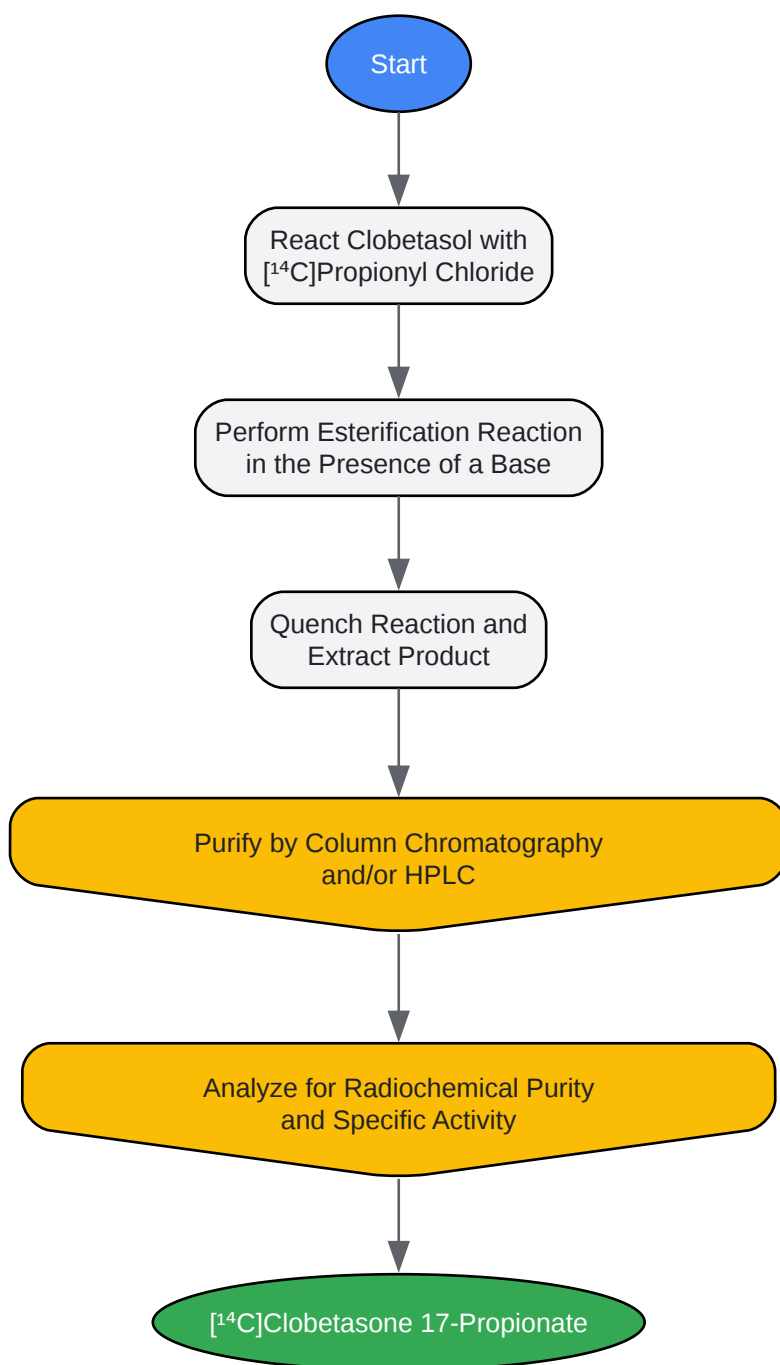 Start
React Clobetasol with
[¹⁴C]Propionyl Chloride
Perform Esterification Reaction
in the Presence of a Base
Quench Reaction and
Extract Product
Purify by Column Chromatography
and/or HPLC
Analyze for Radiochemical Purity
and Specific Activity
[¹⁴C]Clobetasone 17-Propionate